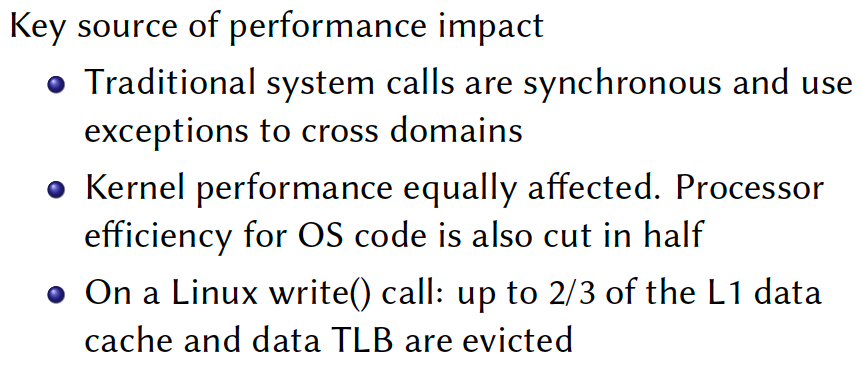 Key source of performance impact
Traditional system calls are synchronous and use
exceptions to cross domains
Kernel performance equally affected. Processor
efficiency for OS code is also cut in half
On a Linux write() call: up to 2/3 of the L1 data
cache and data TLB are evicted